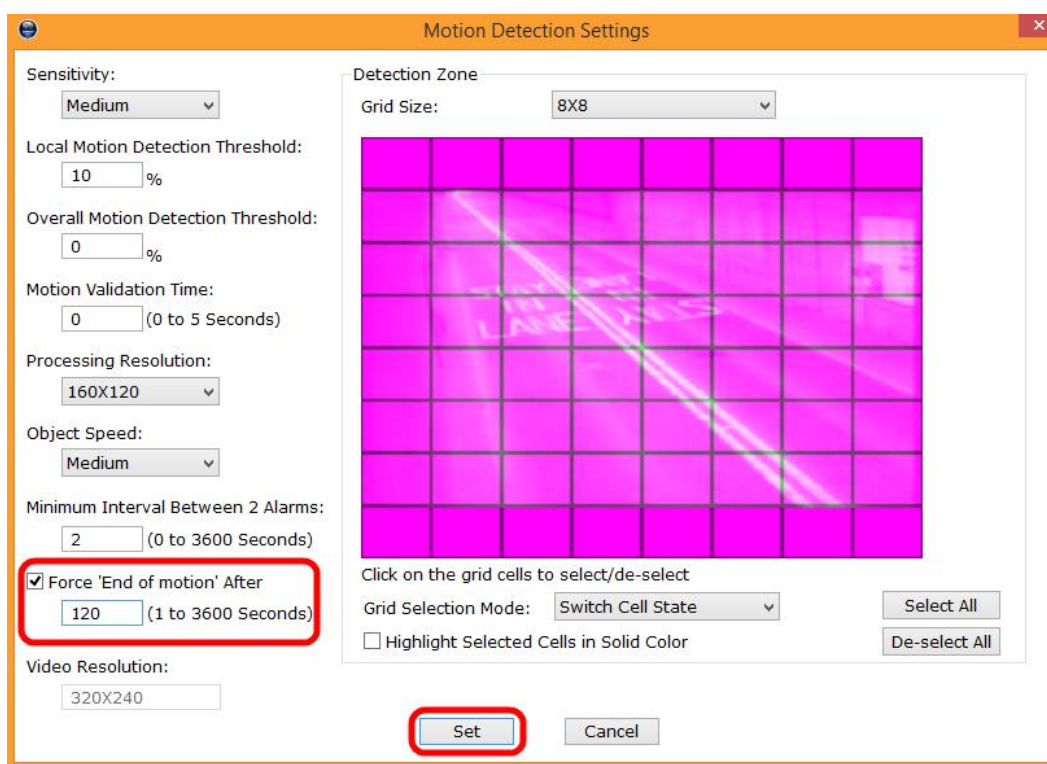 Motion Detection Settings
Sensitivity:
Medium
Local Motion Detection Threshold:
10 %
Overall Motion Detection Threshold:
0 %
Motion Validation Time:
0 (0 to 5 Seconds)
Processing Resolution:
160X120
Object Speed:
Medium
Minimum Interval Between 2 Alarms:
2 (0 to 3600 Seconds)
Force 'End of motion' After
120 (1 to 3600 Seconds)
Video Resolution:
320X240
Detection Zone
Grid Size: 8X8
STAY
IN
LANE
STAY
Click on the grid cells to select/de-select
Grid Selection Mode: Switch Cell State
Select All
Highlight Selected Cells in Solid Color
De-select All
Set
Cancel